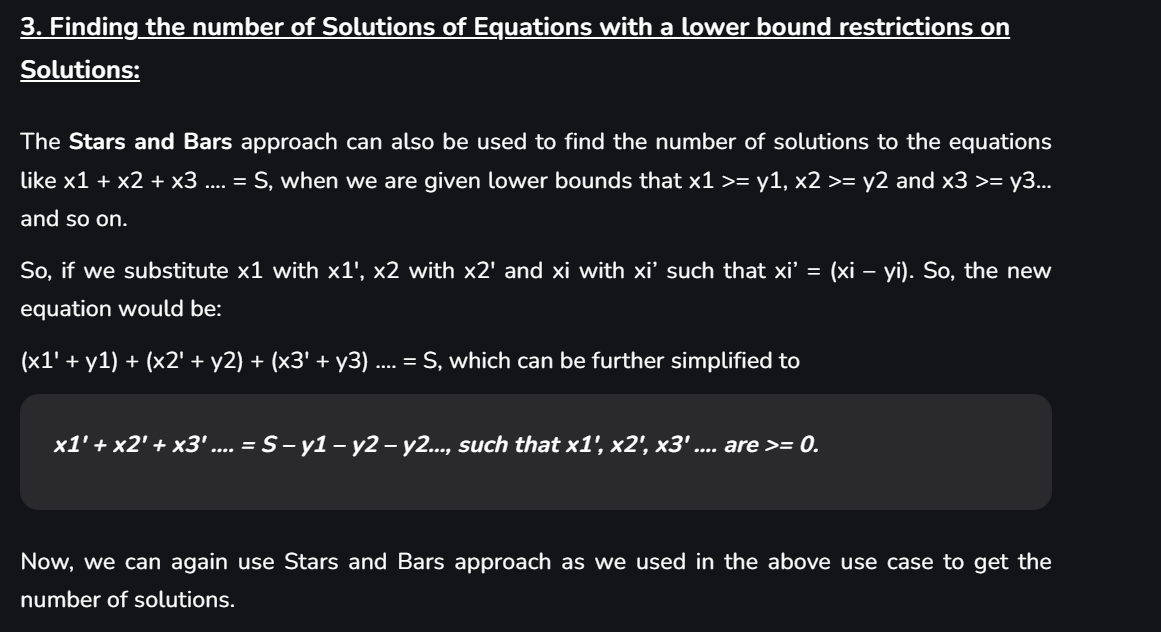 3. Finding the number of Solutions of Equations with a lower bound restrictions on
Solutions:
The Stars and Bars approach can also be used to find the number of solutions to the equations
like x1 + x2 + x3 .... = S, when we are given lower bounds that x1 >= y1, x2 >= y2 and x3 >= y3...
and so on.
So, if we substitute x1 with x1', x2 with x2' and xi with xi’ such that xi’ = (xi – yi). So, the new
equation would be:
(x1' + y1) + (x2' + y2) + (x3' + y3) .... = S, which can be further simplified to
x1' + x2' + x3' .... = S – y1 – y2 – y2..., such that x1', x2', x3' .... are >= 0.
Now, we can again use Stars and Bars approach as we used in the above use case to get the
number of solutions.